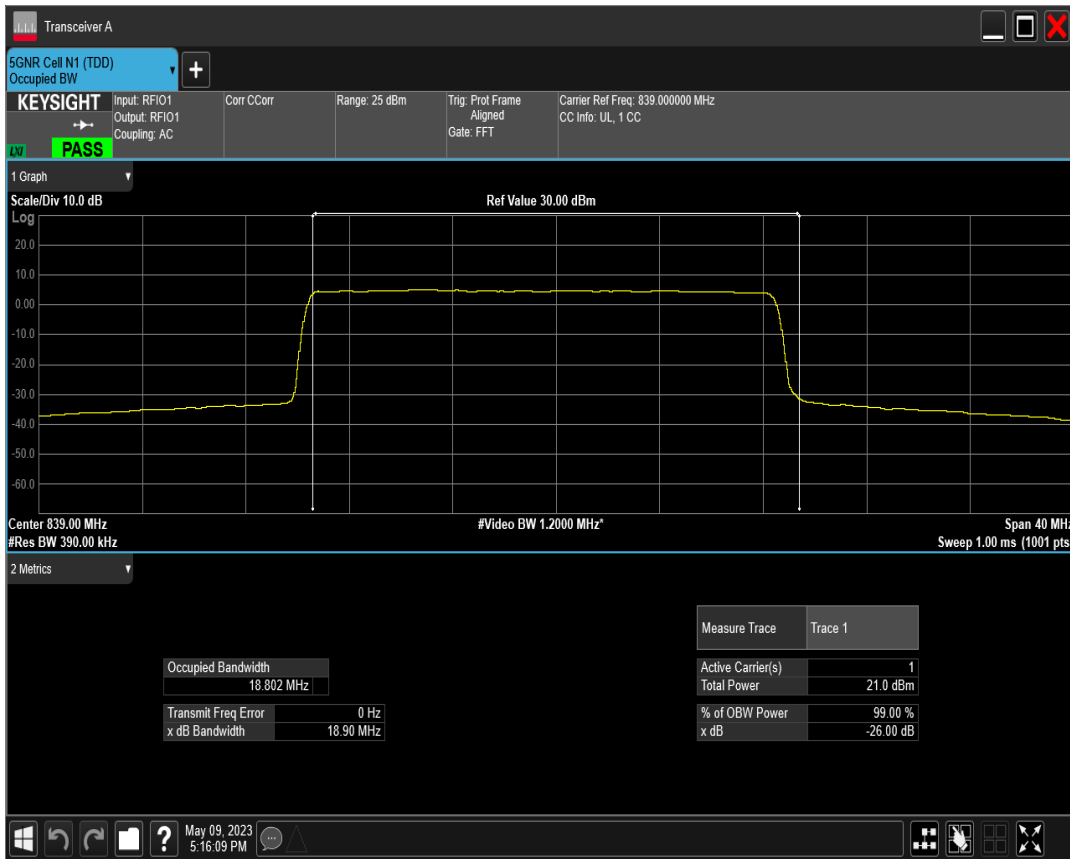 Transceiver A
5GNR Cell N1 (TDD)
Occupied BW
+
KEYSIGHT
LXI
PASS
Input: RFIO1
Output: RFIO1
Coupling: AC
Corr CCorr
Range: 25 dBm
Trig: Prot Frame
Aligned
Gate: FFT
Carrier Ref Freq: 839.000000 MHz
CC Info: UL, 1 CC
1 Graph
Scale/Div 10.0 dB
Ref Value 30.00 dBm
Log
20.0
10.0
0.00
-10.0
-20.0
-30.0
-40.0
-50.0
-60.0
Center 839.00 MHz
#Video BW 1.2000 MHz*
Span 40 MHz
#Res BW 390.00 kHz
Sweep 1.00 ms (1001 pts
2 Metrics
Measure Trace Trace 1
Occupied Bandwidth
18.802 MHz
Active Carrier(s) 1
Total Power 21.0 dBm
Transmit Freq Error 0 Hz
x dB Bandwidth 18.90 MHz
% of OBW Power 99.00 %
x dB -26.00 dB
?
May 09, 2023
5:16:09 PM